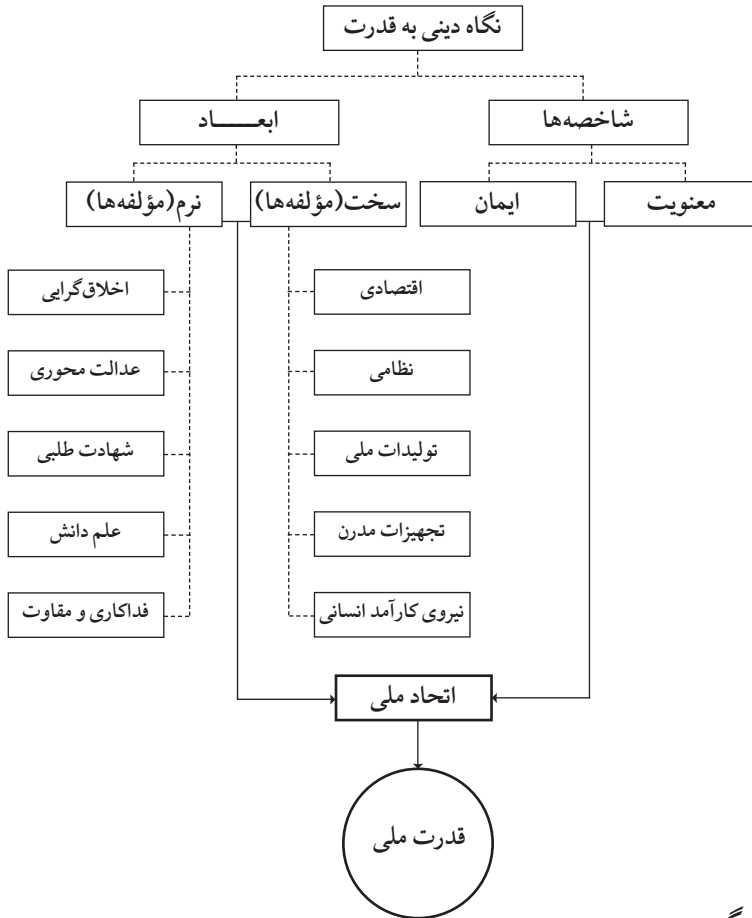 نگاه دینی به قدرت
شاخصه‌ها
ابعـــــاد
معنویت
ایمان
سخت(مؤلفه‌ها)
نرم(مؤلفه‌ها)
اقتصادی
اخلاق‌گرایی
نظامی
عدالت محوری
تولیدات ملی
شهادت طلبی
تجهیزات مدرن
علم دانش
نیروی کارآمد انسانی
فداکاری و مقاوت
اتحاد ملی
قدرت ملی